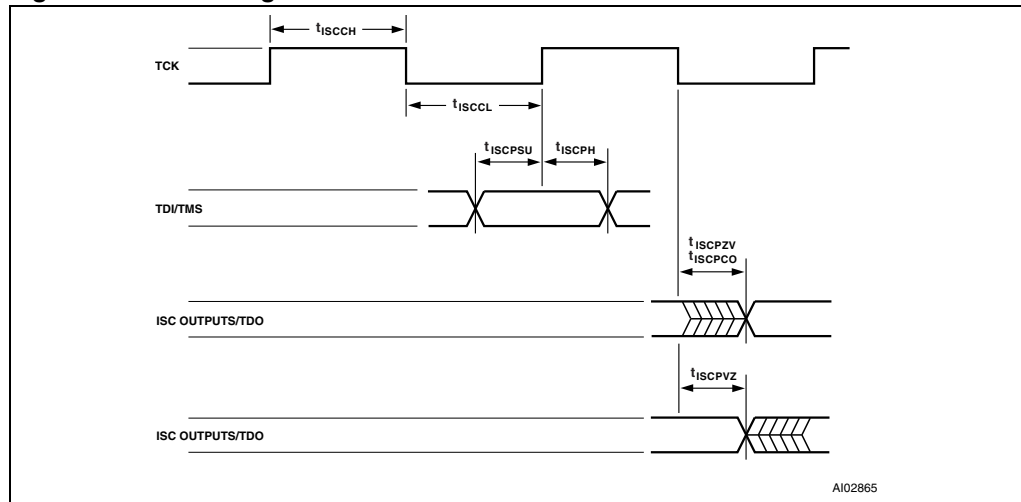 tISCCH
TCK
tISCCL
tISCPSU
tISCPH
TDI/TMS
tISCPZV
tISCPCO
ISC OUTPUTS/TDO
tISCPVZ
ISC OUTPUTS/TDO
AI02865